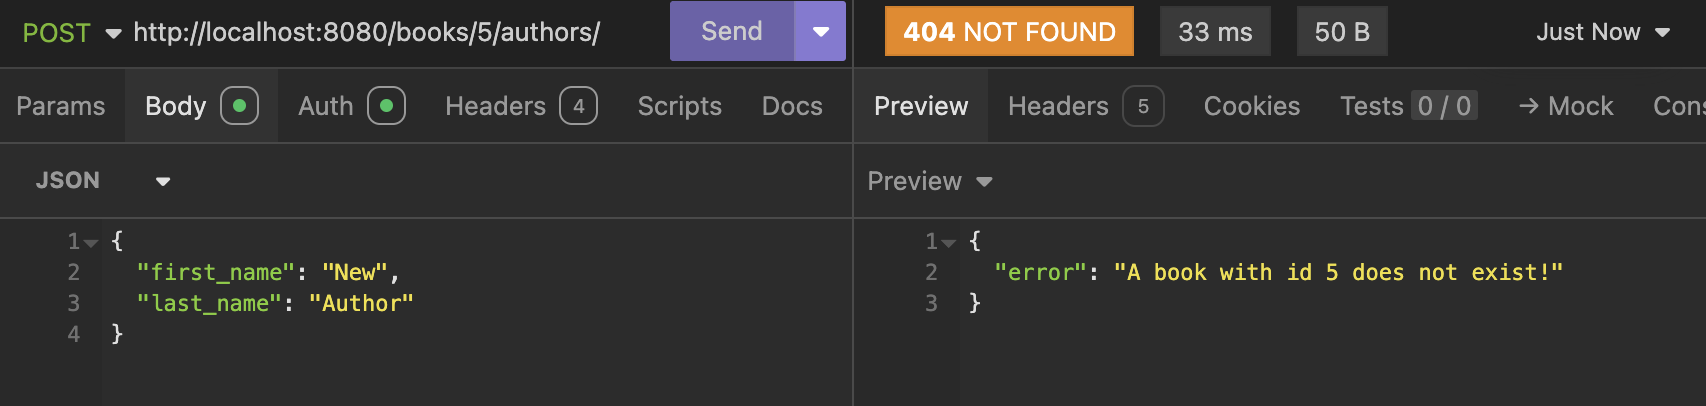 POST http://localhost:8080/books/5/authors/ Send
Params Body Auth Headers 4 Scripts Docs
JSON
1 {
2 "first_name": "New",
3 "last_name": "Author"
4 }
404 NOT FOUND 33 ms 50 B Just Now
Preview Headers 5 Cookies Tests 0 / 0 → Mock Cons
Preview
1 {
2 "error": "A book with id 5 does not exist!"
3 }